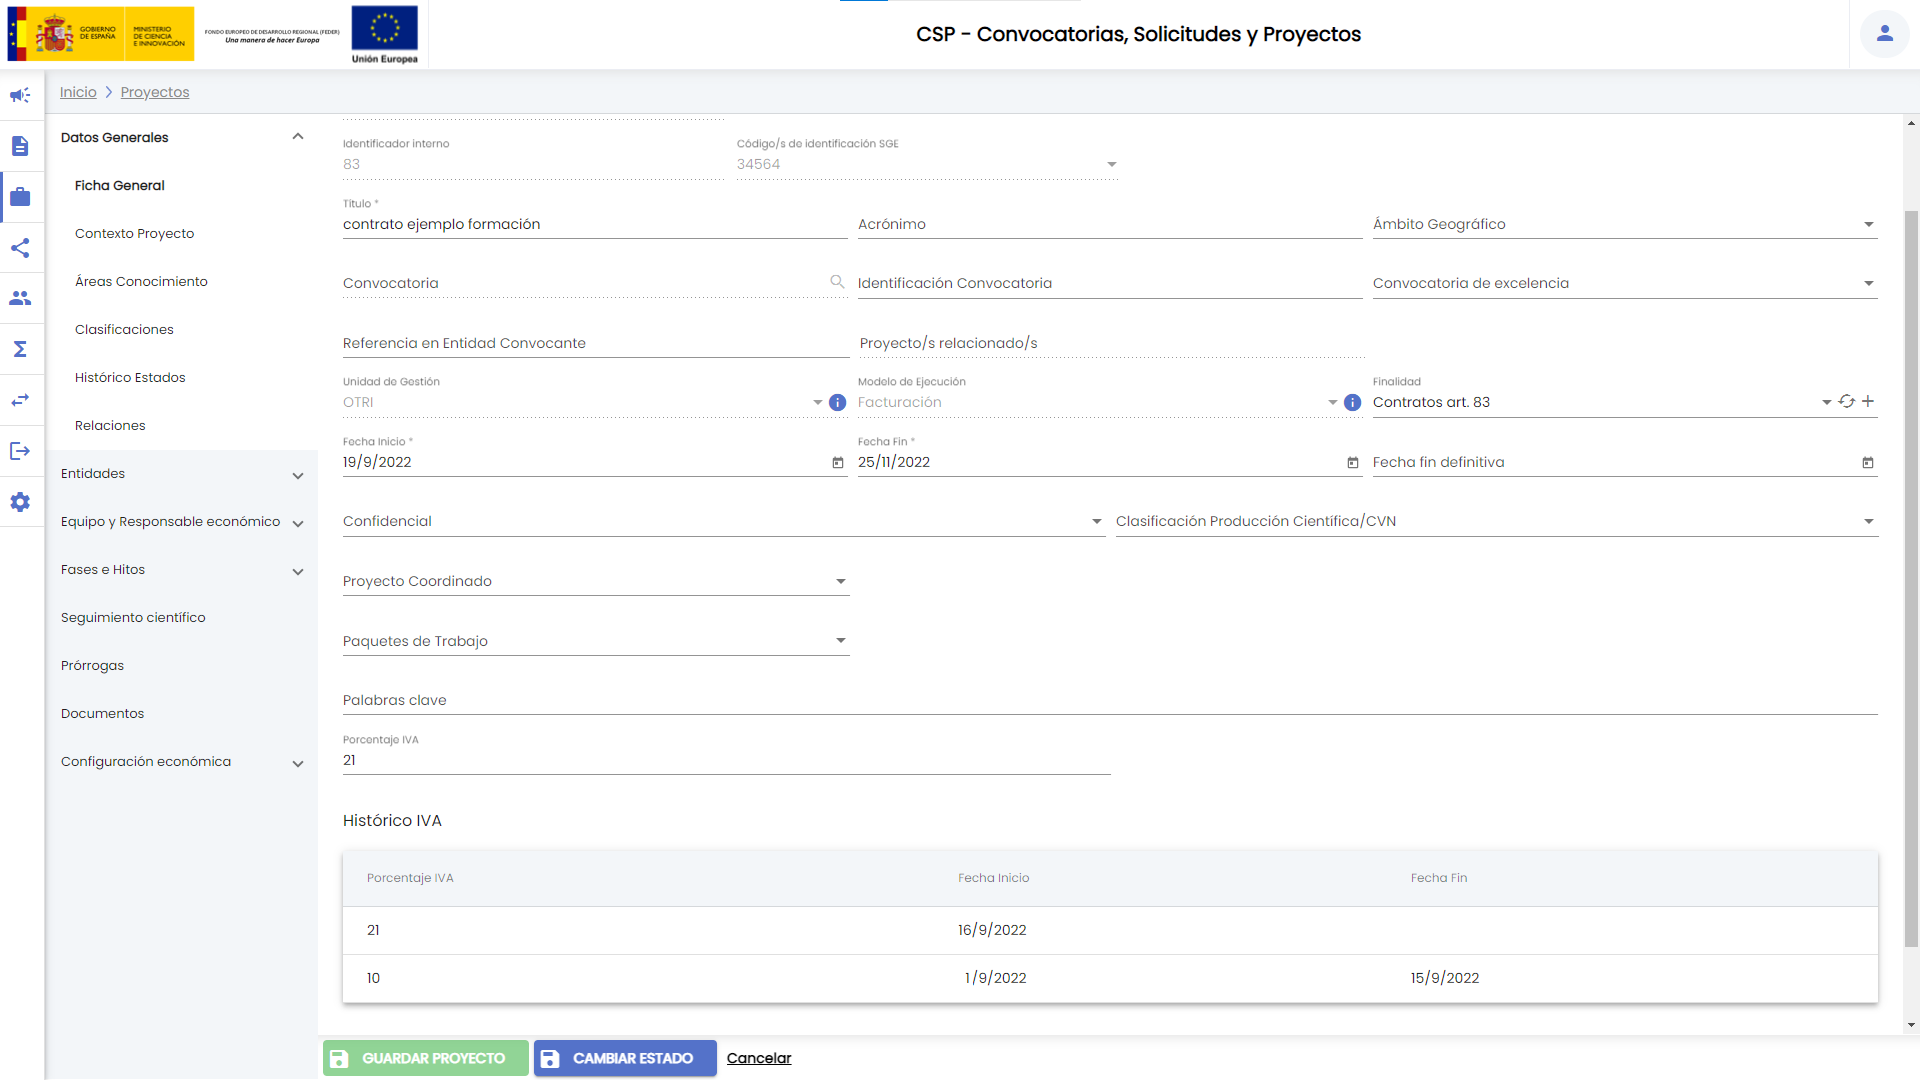 GOBIERNO DE ESPAÑA
MINISTERIO DE CIENCIA E INNOVACIÓN
FONDO EUROPEO DE DESARROLLO REGIONAL (FEDER)
Una manera de hacer Europa
Unión Europea
CSP - Convocatorias, Solicitudes y Proyectos
Inicio
Proyectos
Datos Generales
Ficha General
Contexto Proyecto
Áreas Conocimiento
Clasificaciones
Histórico Estados
Relaciones
Entidades
Equipo y Responsable económico
Fases e Hitos
Seguimiento científico
Prórrogas
Documentos
Configuración económica
Identificador interno
83
Código/s de identificación SGE
34564
Título *
contrato ejemplo formación
Acrónimo
Ámbito Geográfico
Convocatoria
Identificación Convocatoria
Convocatoria de excelencia
Referencia en Entidad Convocante
Proyecto/s relacionado/s
Unidad de Gestión
OTRI
Modelo de Ejecución
Facturación
Finalidad
Contratos art. 83
Fecha Inicio *
19/9/2022
Fecha Fin *
25/11/2022
Fecha fin definitiva
Confidencial
Clasificación Producción Científica/CVN
Proyecto Coordinado
Paquetes de Trabajo
Palabras clave
Porcentaje IVA
21
Histórico IVA
Porcentaje IVA Fecha Inicio Fecha Fin
21 16/9/2022
10 1/9/2022 15/9/2022
GUARDAR PROYECTO
CAMBIAR ESTADO
Cancelar